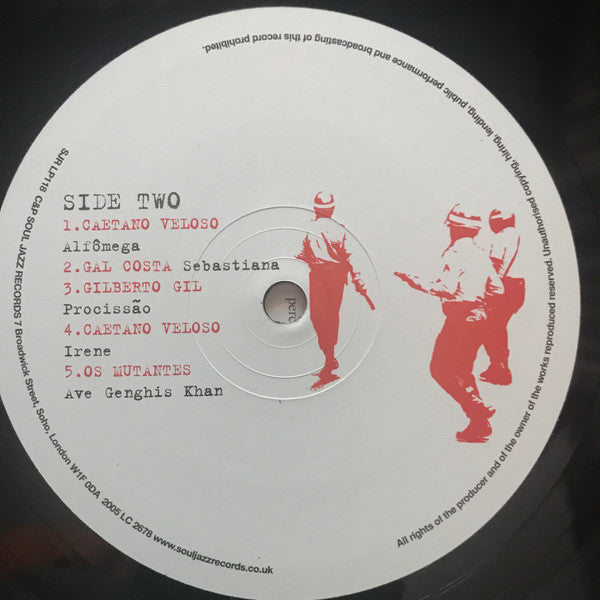 SIDE TWO
1.CAETANO VELOSO
Alfômega
2.GAL COSTA Sebastiana
3.GILBERTO GIL
Procissão
4.CAETANO VELOSO
Irene
5.OS MUTANTES
Ave Genghis Khan
SJR LP118 C&P SOUL JAZZ RECORDS 7 Broadwick Street, Soho, London W1F 0DA 2005 LC 2678 www.souljazzrecords.co.uk
All rights of the producer and of the owner of the works reproduced reserved. Unauthorised copying, hiring, lending, public performance and broadcasting of this record prohibited.